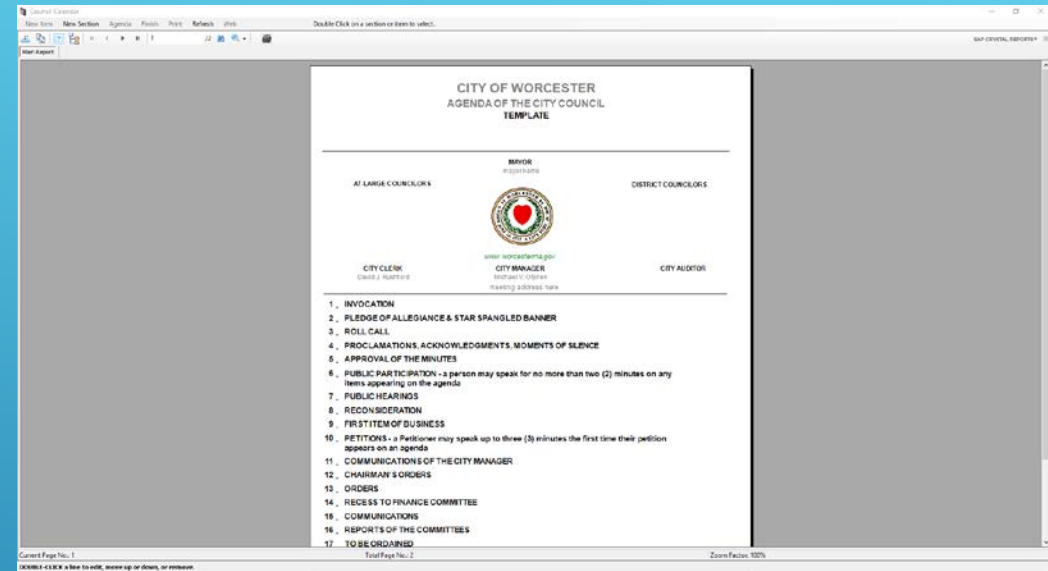 Council Calendar
New Item New Section Agenda Finish Print Refresh Web Double Click on a section or item to select.
1 /2 SAP CRYSTAL REPORTS®
Main Report
CITY OF WORCESTER
AGENDA OF THE CITY COUNCIL
TEMPLATE
MAYOR
mayor name
AT-LARGE COUNCILORS DISTRICT COUNCILORS
www.worcesterma.gov
CITY CLERK CITY MANAGER CITY AUDITOR
David J. Rushford
meeting address here
1 . INVOCATION
2 . PLEDGE OF ALLEGIANCE & STAR SPANGLED BANNER
3 . ROLL CALL
4 . PROCLAMATIONS, ACKNOWLEDGMENTS, MOMENTS OF SILENCE
5 . APPROVAL OF THE MINUTES
6 . PUBLIC PARTICIPATION - a person may speak for no more than two (2) minutes on any
items appearing on the agenda
7 . PUBLIC HEARINGS
8 . RECONSIDERATION
9 . FIRST ITEM OF BUSINESS
10 . PETITIONS - a Petitioner may speak up to three (3) minutes the first time their petition
appears on an agenda
11 . COMMUNICATIONS OF THE CITY MANAGER
12 . CHAIRMAN'S ORDERS
13 . ORDERS
14 . RECESS TO FINANCE COMMITTEE
15 . COMMUNICATIONS
16 . REPORTS OF THE COMMITTEES
17 TO BE ORDAINED
Current Page No.: 1 Total Page No.: 2 Zoom Factor: 100%
DOUBLE-CLICK a line to edit, move up or down, or remove.